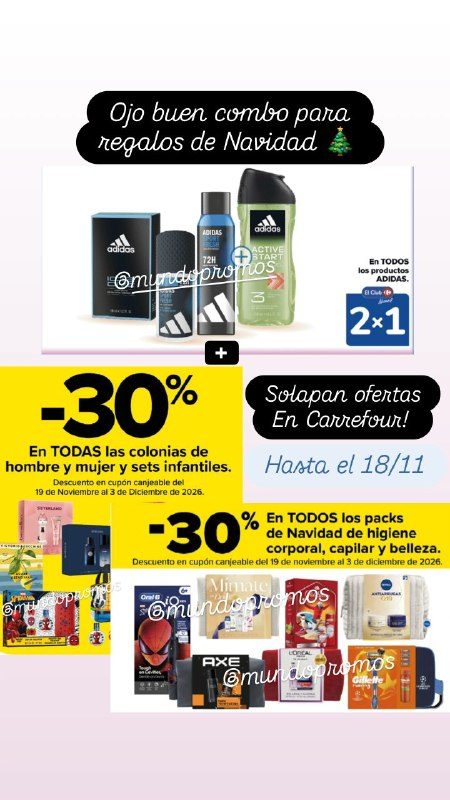 Ojo buen combo para
regalos de Navidad
adidas
adidas
ADIDAS
72H
adidas
ACTIVE
START
3
@mundopromos
En TODOS
los productos
ADIDAS.
El Club
2x1
+
-30%
En TODAS las colonias de
hombre y mujer y sets infantiles.
Descuento en cupón canjeable del
19 de Noviembre al 3 de Diciembre de 2026.
Solapan ofertas
En Carrefour!
Hasta el 18/11
-30%
En TODOS los packs
de Navidad de higiene
corporal, capilar y belleza.
Descuento en cupón canjeable del 19 de noviembre al 3 de diciembre de 2026.
@mundopromos
Oral B
Mímate
@mundopromos
NIVEA
AXE
L'ORÉAL
Gillette
@mundopromos